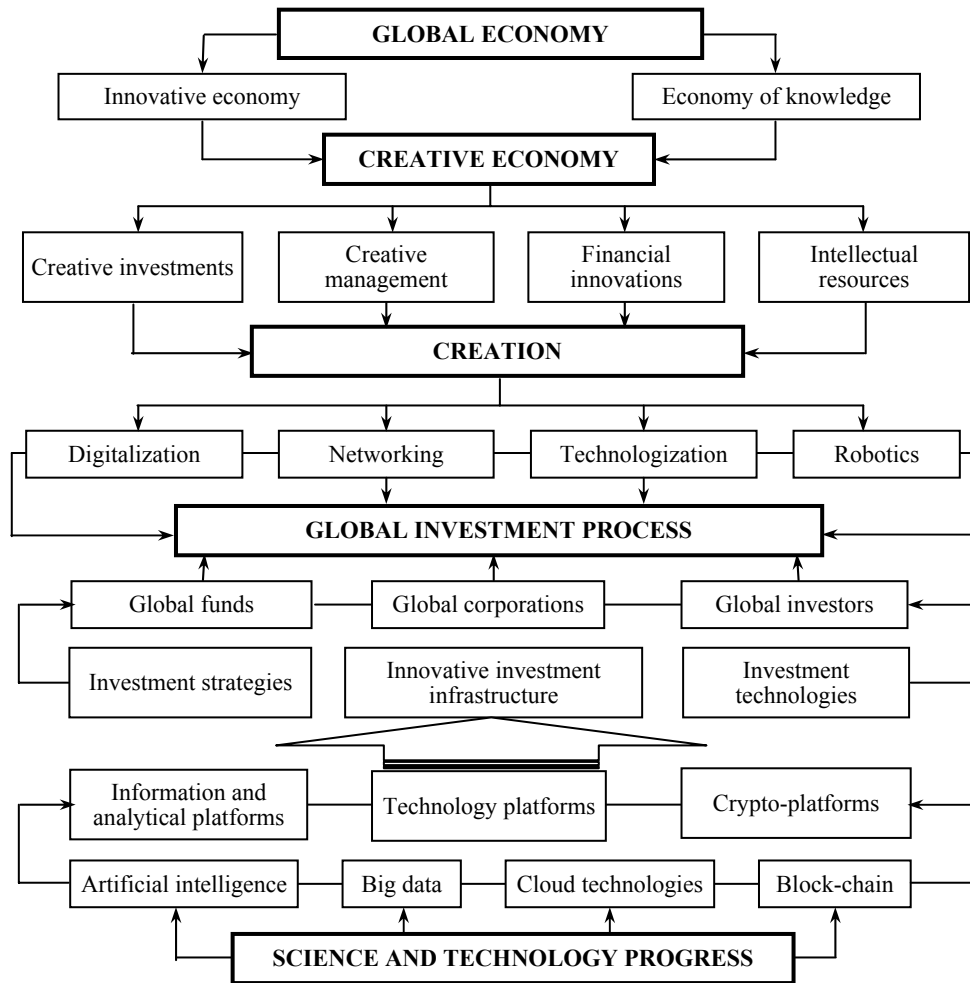 GLOBAL ECONOMY
Innovative economy
Economy of knowledge
CREATIVE ECONOMY
Creative investments
Creative
management
Financial
innovations
Intellectual
resources
CREATION
Digitalization
Networking
Technologization
Robotics
GLOBAL INVESTMENT PROCESS
Global funds
Global corporations
Global investors
Investment strategies
Innovative investment
infrastructure
Investment
technologies
Information and
analytical platforms
Technology platforms
Crypto-platforms
Artificial intelligence
Big data
Cloud technologies
Block-chain
SCIENCE AND TECHNOLOGY PROGRESS